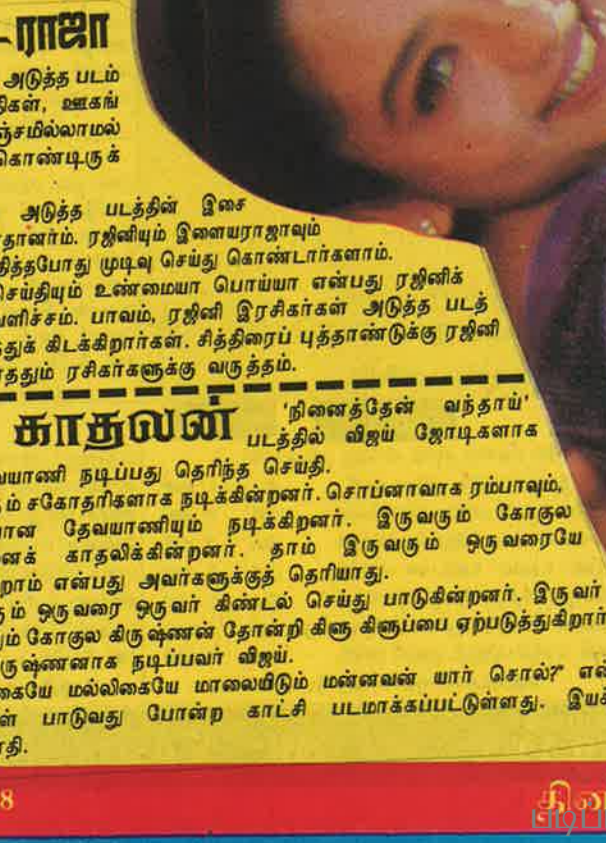 ராஜா
அடுத்த படம்
திகள், ஊகங்
ஞ்சமில்லாமல்
கொண்டிருக்
அடுத்த படத்தின் இசை
தானாம். ரஜினியும் இளையராஜாவும்
தித்தபோது முடிவு செய்து கொண்டார்களாம்.
செய்தியும் உண்மையா பொய்யா என்பது ரஜினிக்
வளிச்சம். பாவம், ரஜினி இரசிகர்கள் அடுத்த படத்
துக் கிடக்கிறார்கள். சித்திரைப் புத்தாண்டுக்கு ரஜினி
ததும் ரசிகர்களுக்கு வருத்தம்.
காதலன் 'நினைத்தேன் வந்தாய்'
படத்தில் விஜய் ஜோடிகளாக
வயாணி நடிப்பது தெரிந்த செய்தி.
ம் சகோதரிகளாக நடிக்கின்றனர். சொப்னாவாக ரம்பாவும்,
யான தேவயாணியும் நடிக்கிறனர். இருவரும் கோகுல
னைக் காதலிக்கின்றனர். தாம் இருவரும் ஒருவரையே
றாம் என்பது அவர்களுக்குத் தெரியாது.
ரும் ஒருவரை ஒருவர் கிண்டல் செய்து பாடுகின்றனர். இருவர்
லும் கோகுல கிருஷ்ணன் தோன்றி கிளு கிளுப்பை ஏற்படுத்துகிறார்
ருஷ்ணனாக நடிப்பவர் விஜய்.
கையே மல்லிகையே மாலையிடும் மன்னவன் யார் சொல்?" என்
ள் பாடுவது போன்ற காட்சி படமாக்கப்பட்டுள்ளது. இயக்
ரதி.
8